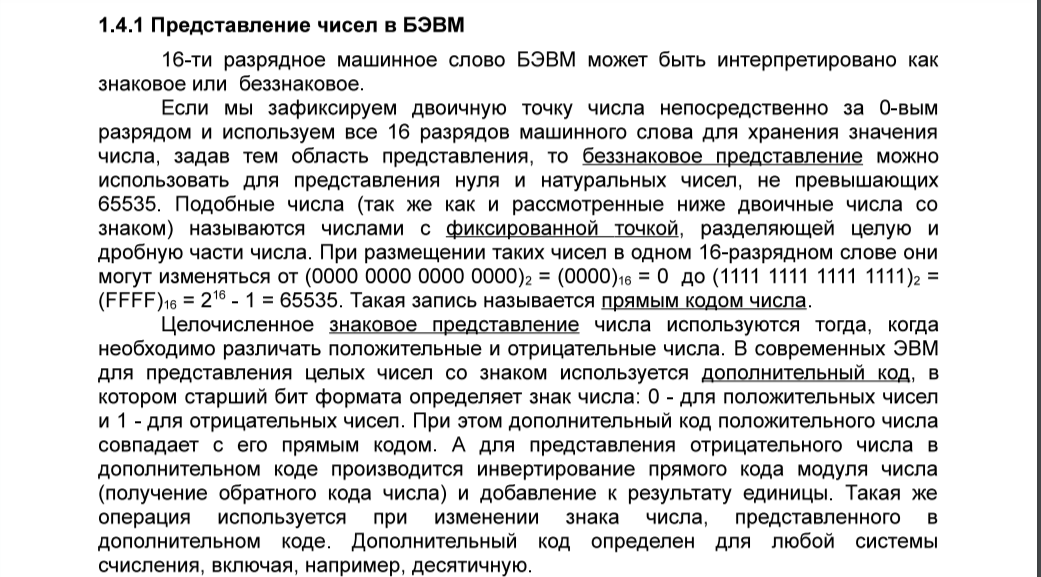 1.4.1 Представление чисел в БЭВМ
16-ти разрядное машинное слово БЭВМ может быть интерпретировано как
знаковое или беззнаковое.
Если мы зафиксируем двоичную точку числа непосредственно за 0-вым
разрядом и используем все 16 разрядов машинного слова для хранения значения
числа, задав тем область представления, то беззнаковое представление можно
использовать для представления нуля и натуральных чисел, не превышающих
65535. Подобные числа (так же как и рассмотренные ниже двоичные числа со
знаком) называются числами с фиксированной точкой, разделяющей целую и
дробную части числа. При размещении таких чисел в одном 16-разрядном слове они
могут изменяться от (0000 0000 0000 0000)₂ = (0000)₁₆ = 0 до (1111 1111 1111 1111)₂ =
(FFFF)₁₆ = 2¹⁶ - 1 = 65535. Такая запись называется прямым кодом числа.
Целочисленное знаковое представление числа используются тогда, когда
необходимо различать положительные и отрицательные числа. В современных ЭВМ
для представления целых чисел со знаком используется дополнительный код, в
котором старший бит формата определяет знак числа: 0 - для положительных чисел
и 1 - для отрицательных чисел. При этом дополнительный код положительного числа
совпадает с его прямым кодом. А для представления отрицательного числа в
дополнительном коде производится инвертирование прямого кода модуля числа
(получение обратного кода числа) и добавление к результату единицы. Такая же
операция используется при изменении знака числа, представленного в
дополнительном коде. Дополнительный код определен для любой системы
счисления, включая, например, десятичную.